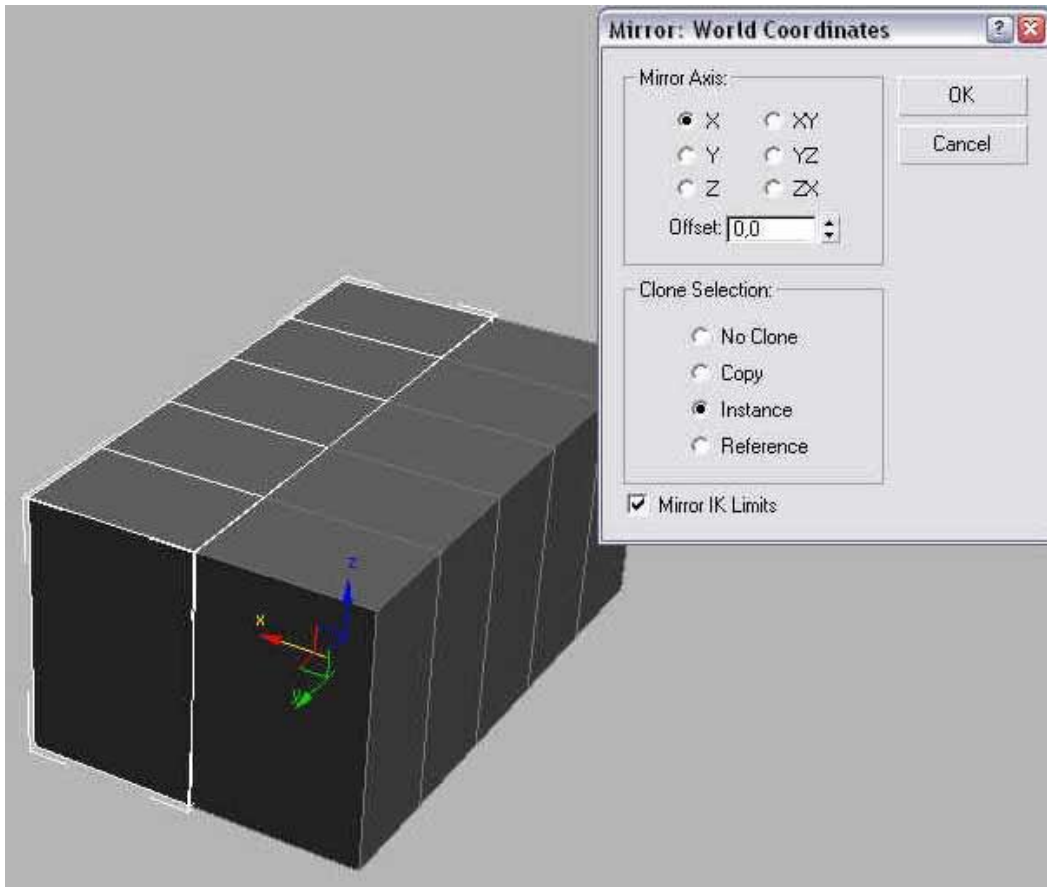 Mirror: World Coordinates
Mirror Axis:
X XY
Y YZ
Z ZX
Offset: 0,0
OK
Cancel
Clone Selection:
No Clone
Copy
Instance
Reference
Mirror IK Limits
z
x
y